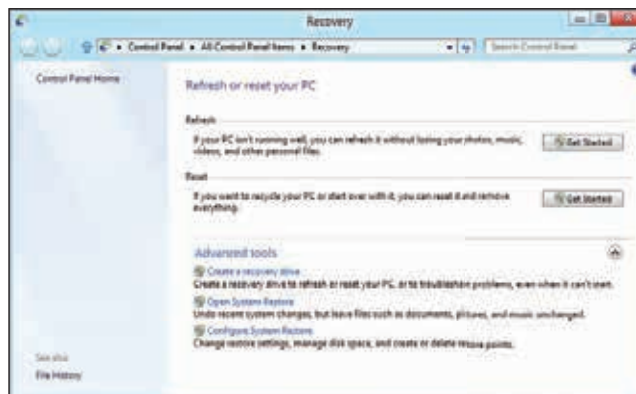 Recovery
Control Panel • All Control Panel Items • Recovery
Search Control Panel
Control Panel Home
Refresh or reset your PC
Refresh
If your PC isn't running well, you can refresh it without losing your photos, music,
videos, and other personal files.
Get Started
Reset
If you want to recycle your PC or start over with it, you can reset it and remove
everything.
Get Started
Advanced tools
Create a recovery drive
Create a recovery drive to refresh or reset your PC, or to troubleshoot problems, even when it can't start.
Open System Restore
Undo recent system changes, but leave files such as documents, pictures, and music unchanged.
Configure System Restore
Change restore settings, manage disk space, and create or delete restore points.
See also
File History